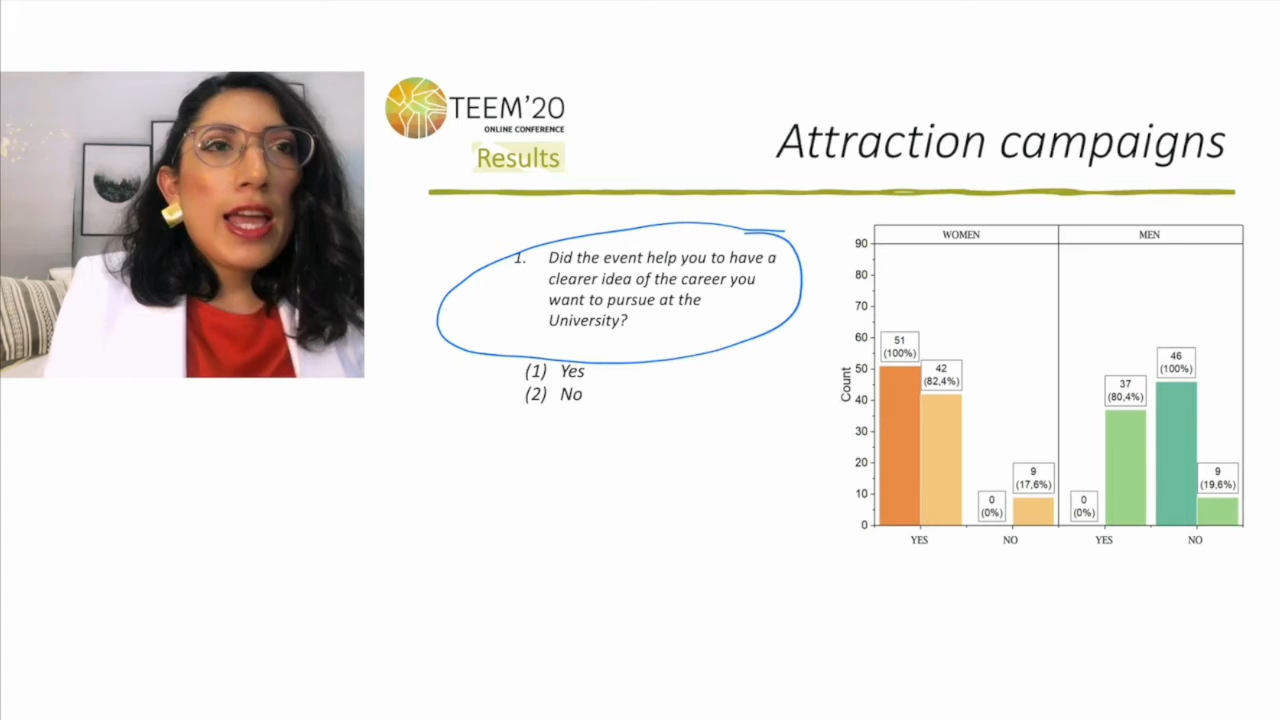 TEEM’20
ONLINE CONFERENCE
Results
Attraction campaigns
1. Did the event help you to have a
clearer idea of the career you
want to pursue at the
University?
(1) Yes
(2) No
WOMEN
MEN
Count
90
80
70
60
50
40
30
20
10
0
51
(100%)
42
(82,4%)
0
(0%)
9
(17,6%)
0
(0%)
37
(80,4%)
46
(100%)
9
(19,6%)
YES
NO
YES
NO